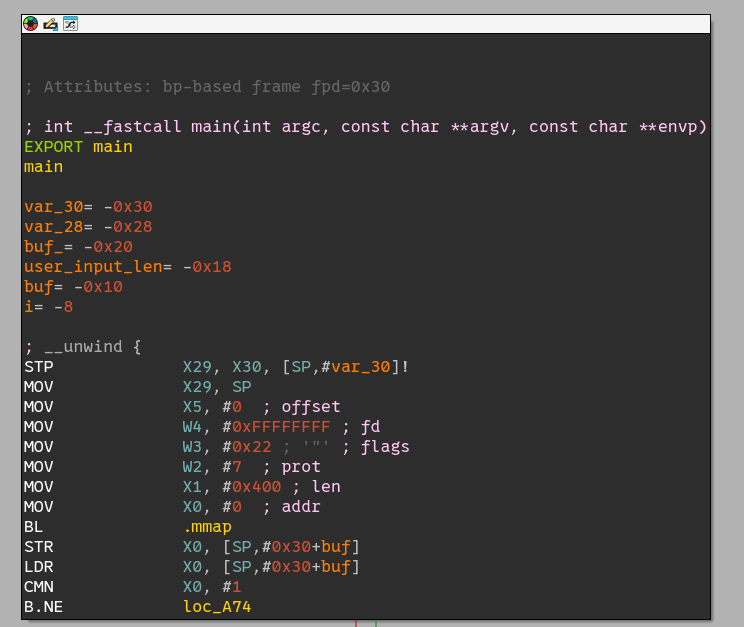 ; Attributes: bp-based frame fpd=0x30
; int __fastcall main(int argc, const char **argv, const char **envp)
EXPORT main
main
var_30= -0x30
var_28= -0x28
buf_= -0x20
user_input_len= -0x18
buf= -0x10
i= -8
; __unwind {
STP X29, X30, [SP,#var_30]!
MOV X29, SP
MOV X5, #0 ; offset
MOV W4, #0xFFFFFFFF ; fd
MOV W3, #0x22 ; '"' ; flags
MOV W2, #7 ; prot
MOV X1, #0x400 ; len
MOV X0, #0 ; addr
BL .mmap
STR X0, [SP,#0x30+buf]
LDR X0, [SP,#0x30+buf]
CMN X0, #1
B.NE loc_A74